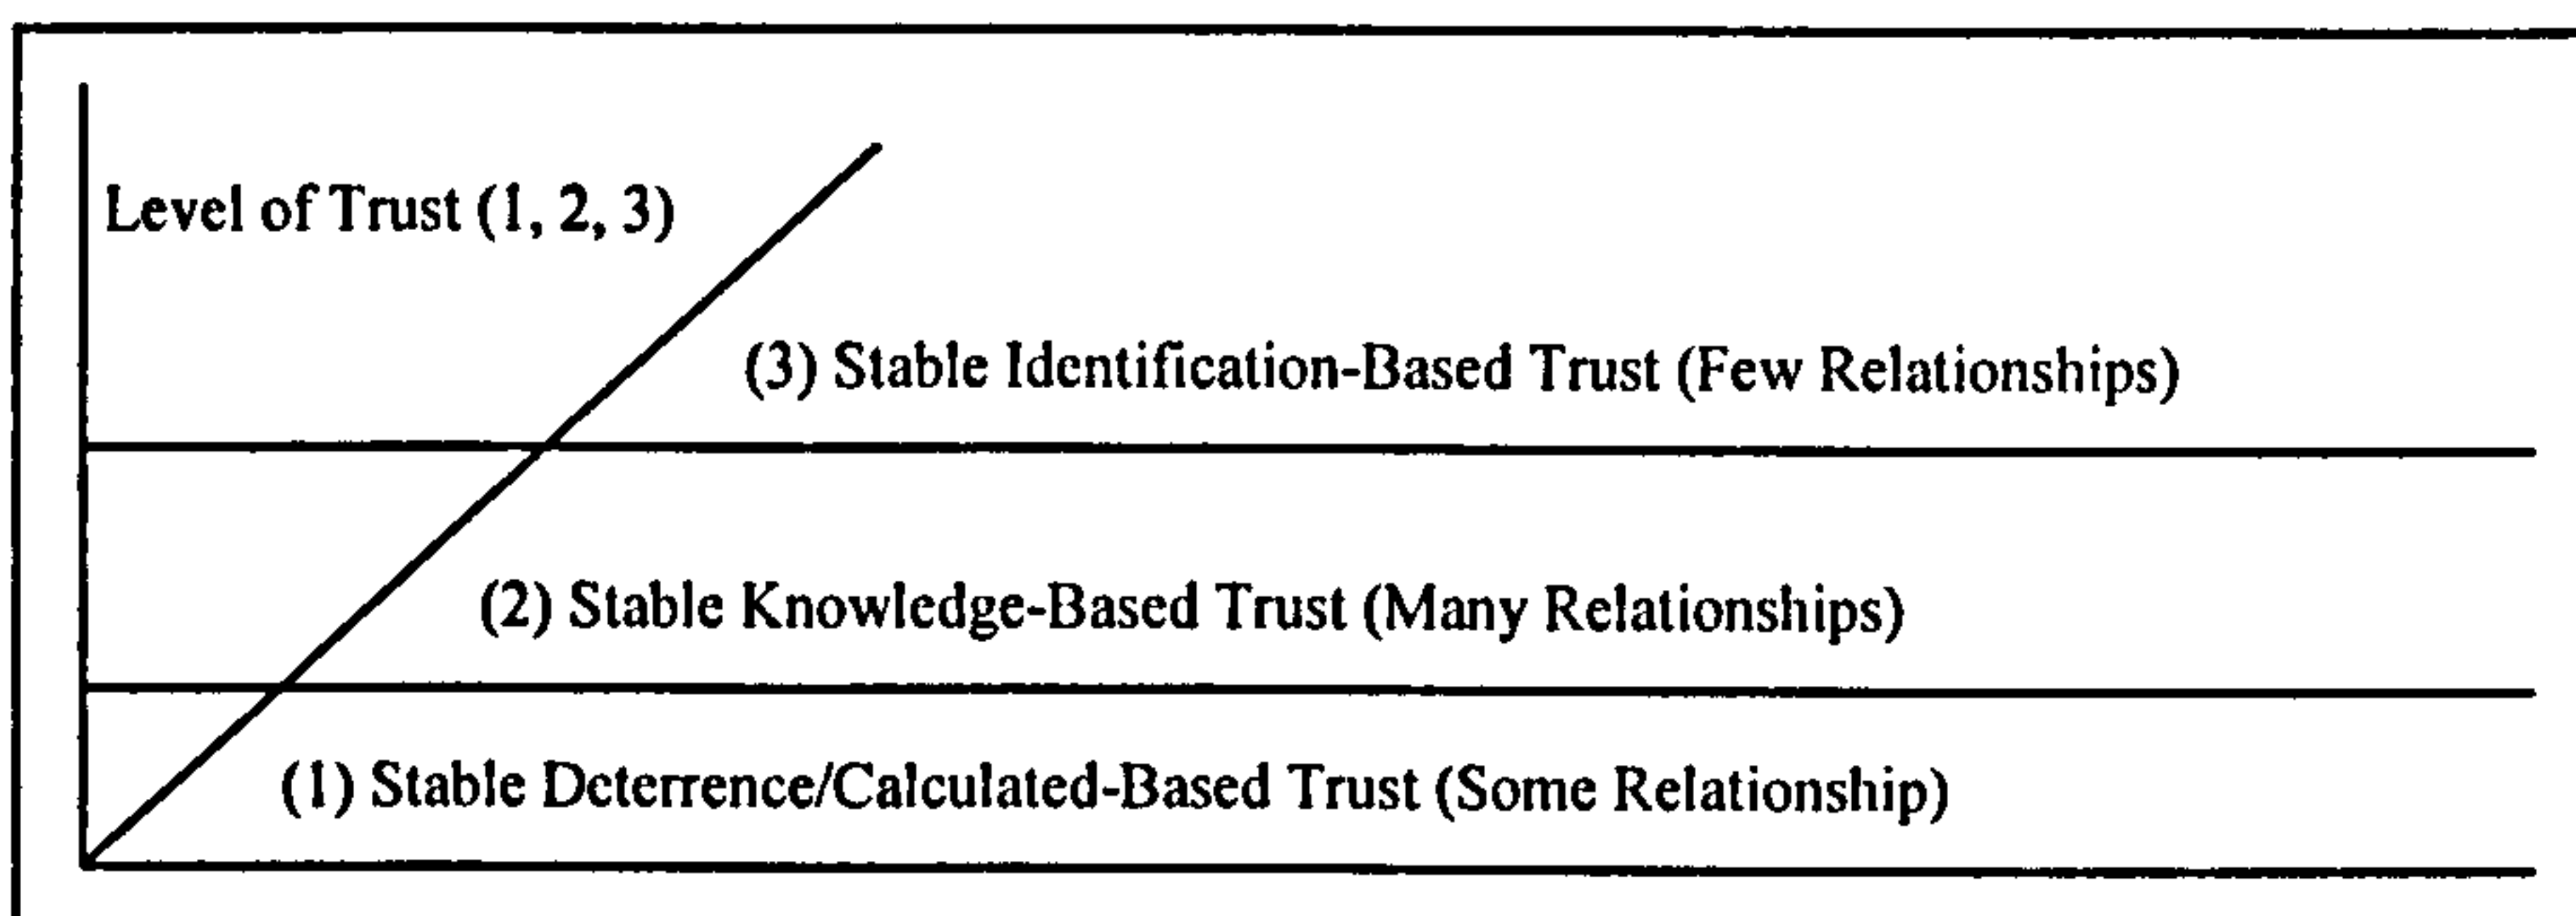 Level of Trust (1, 2, 3)
(3) Stable Identification-Based Trust (Few Relationships)
(2) Stable Knowledge-Based Trust (Many Relationships)
(1) Stable Deterrence/Calculated-Based Trust (Some Relationship)